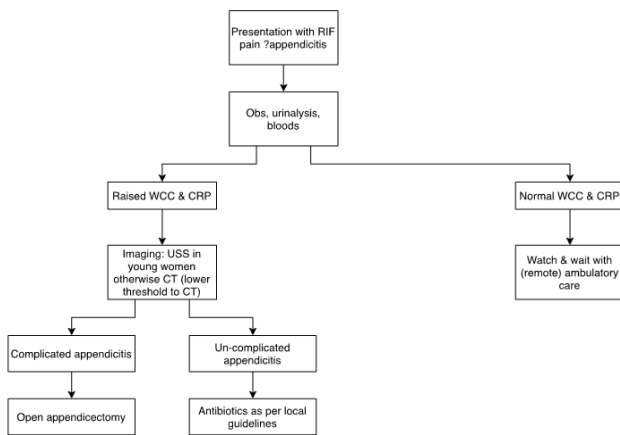 Presentation with RIF
pain ?appendicitis
Obs, urinalysis,
bloods
Raised WCC & CRP
Normal WCC & CRP
Imaging: USS in
young women
otherwise CT (lower
threshold to CT)
Watch & wait with
(remote) ambulatory
care
Complicated appendicitis
Un-complicated
appendicitis
Open appendicectomy
Antibiotics as per local
guidelines